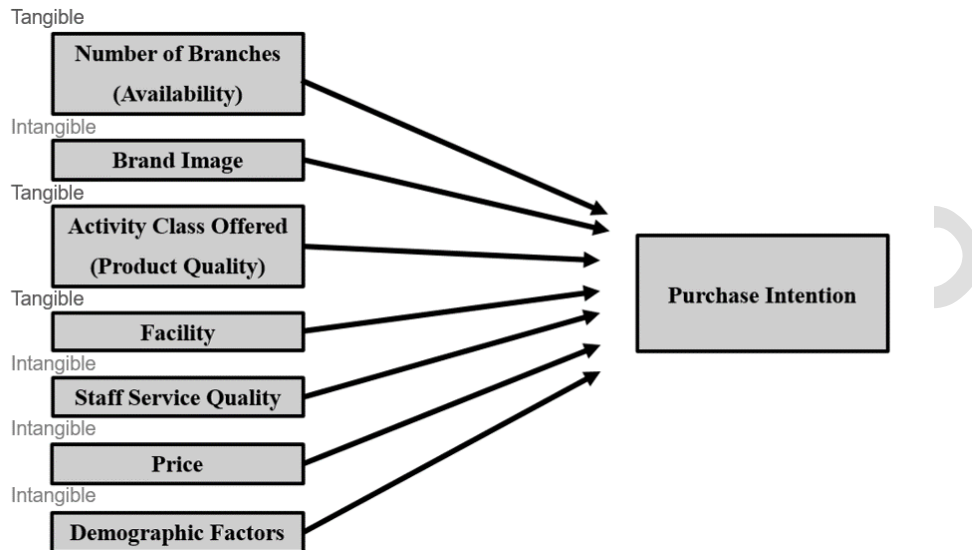 Tangible
Number of Branches
(Availability)
Intangible
Brand Image
Tangible
Activity Class Offered
(Product Quality)
Tangible
Facility
Intangible
Staff Service Quality
Intangible
Price
Intangible
Demographic Factors
Purchase Intention